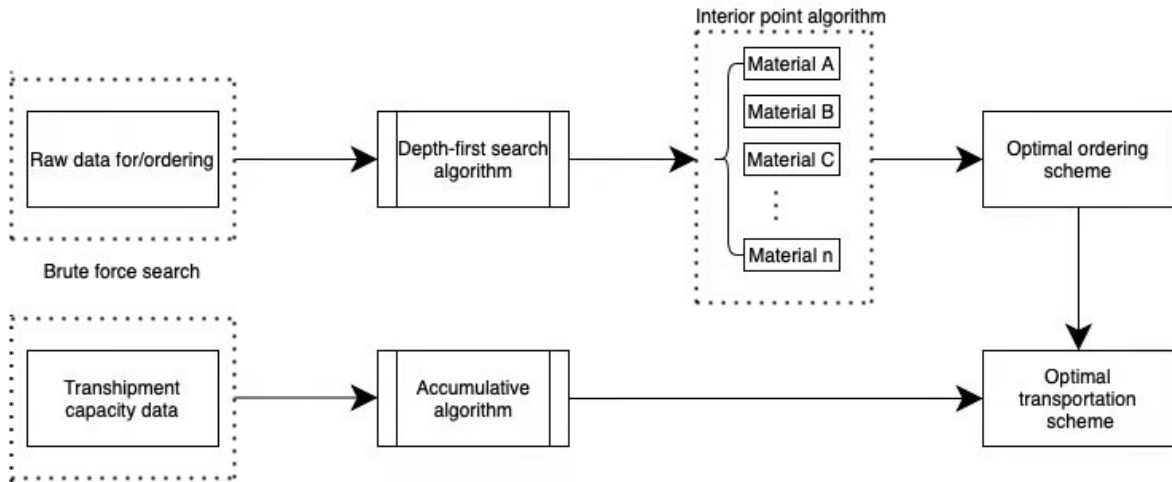 Interior point algorithm
Material A
Material B
Material C
Material n
Raw data for/ordering
Depth-first search
algorithm
Optimal ordering
scheme
Brute force search
Transhipment
capacity data
Accumulative
algorithm
Optimal
transportation
scheme